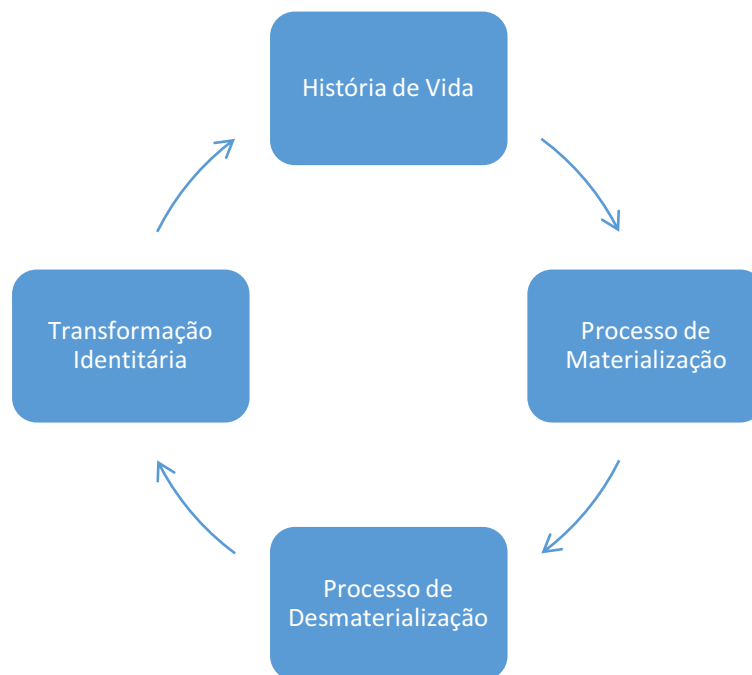 História de Vida
Processo de
Materialização
Processo de
Desmaterialização
Transformação
Identitária